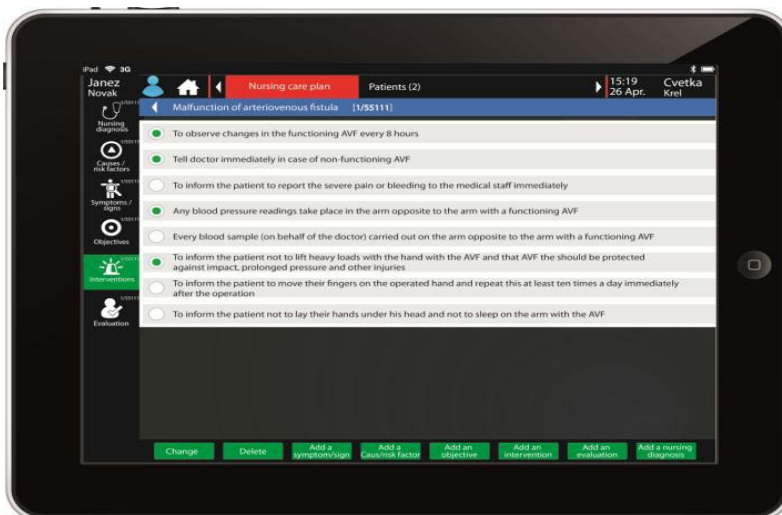 iPad 3G
Janez
Novak
Nursing care plan
Patients (2)
15:19
26 Apr.
Cvetka
Krel
Malfunction of arteriovenous fistula [1/55111]
Nursing
diagnosis
Causes /
risk factors
Symptoms /
signs
Objectives
Interventions
Evaluation
To observe changes in the functioning AVF every 8 hours
Tell doctor immediately in case of non-functioning AVF
To inform the patient to report the severe pain or bleeding to the medical staff immediately
Any blood pressure readings take place in the arm opposite to the arm with a functioning AVF
Every blood sample (on behalf of the doctor) carried out on the arm opposite to the arm with a functioning AVF
To inform the patient not to lift heavy loads with the hand with the AVF and that AVF the should be protected
against impact, prolonged pressure and other injuries
To inform the patient to move their fingers on the operated hand and repeat this at least ten times a day immediately
after the operation
To inform the patient not to lay their hands under his head and not to sleep on the arm with the AVF
Change
Delete
Add a
symptom/sign
Add a
Caus/risk factor
Add an
objective
Add an
intervention
Add an
evaluation
Add a nursing
diagnosis